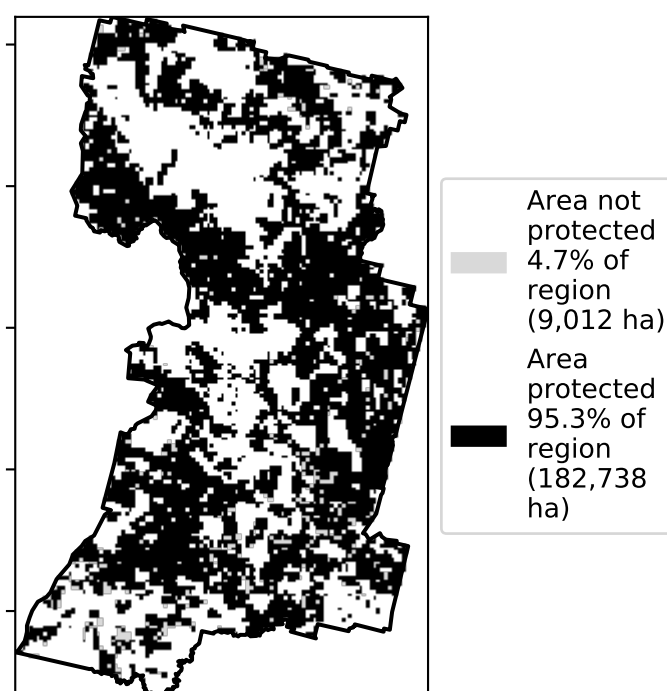 Area not
protected
4.7% of
region
(9,012 ha)
Area
protected
95.3% of
region
(182,738
ha)